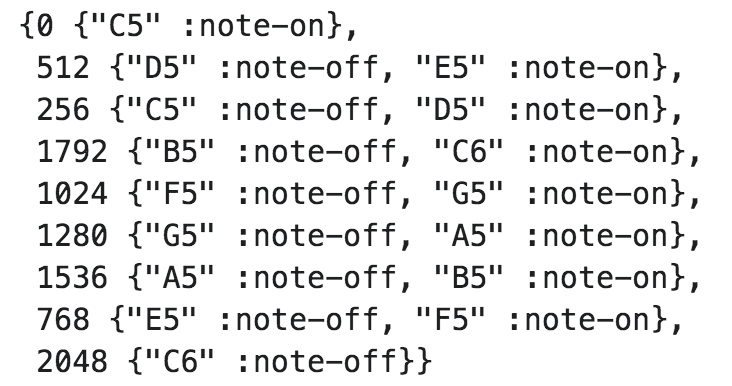 {0 {"C5" :note-on},
512 {"D5" :note-off, "E5" :note-on},
256 {"C5" :note-off, "D5" :note-on},
1792 {"B5" :note-off, "C6" :note-on},
1024 {"F5" :note-off, "G5" :note-on},
1280 {"G5" :note-off, "A5" :note-on},
1536 {"A5" :note-off, "B5" :note-on},
768 {"E5" :note-off, "F5" :note-on},
2048 {"C6" :note-off}}